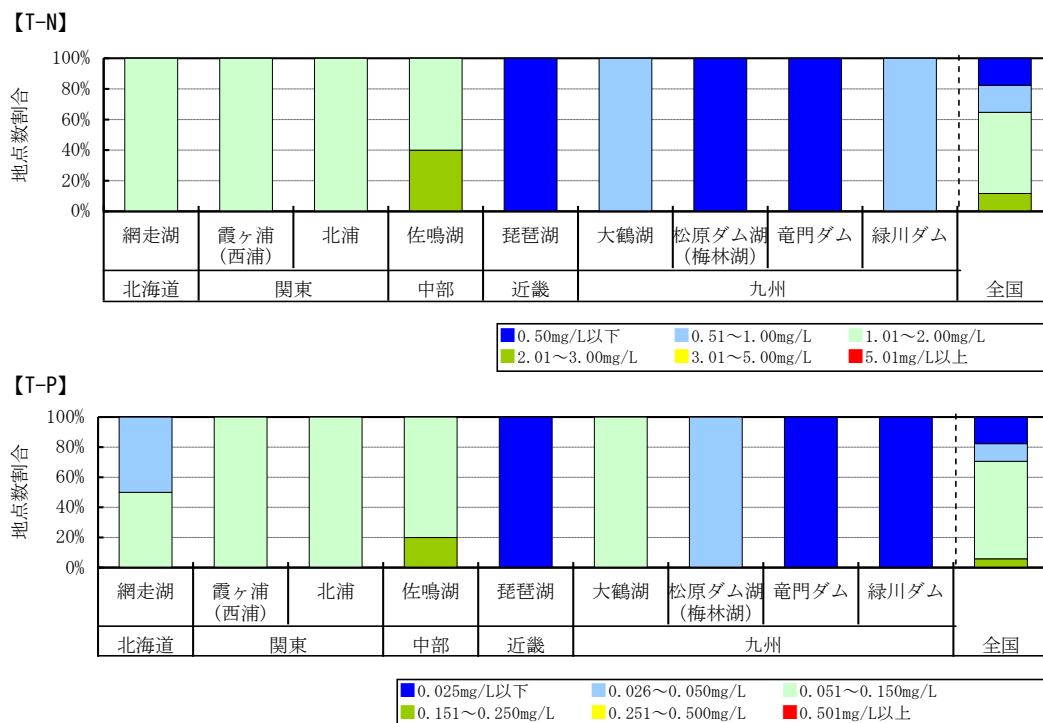 【T-N】
地点数割合
100%
80%
60%
40%
20%
0%
網走湖 霞ヶ浦 北浦 佐鳴湖 琵琶湖 大鶴湖 松原ダム湖 竜門ダム 緑川ダム
(西浦) (梅林湖)
北海道 関東 中部 近畿 九州 全国
0.50mg/L以下 0.51～1.00mg/L 1.01～2.00mg/L
2.01～3.00mg/L 3.01～5.00mg/L 5.01mg/L以上
【T-P】
地点数割合
100%
80%
60%
40%
20%
0%
網走湖 霞ヶ浦 北浦 佐鳴湖 琵琶湖 大鶴湖 松原ダム湖 竜門ダム 緑川ダム
(西浦) (梅林湖)
北海道 関東 中部 近畿 九州 全国
0.025mg/L以下 0.026～0.050mg/L 0.051～0.150mg/L
0.151～0.250mg/L 0.251～0.500mg/L 0.501mg/L以上